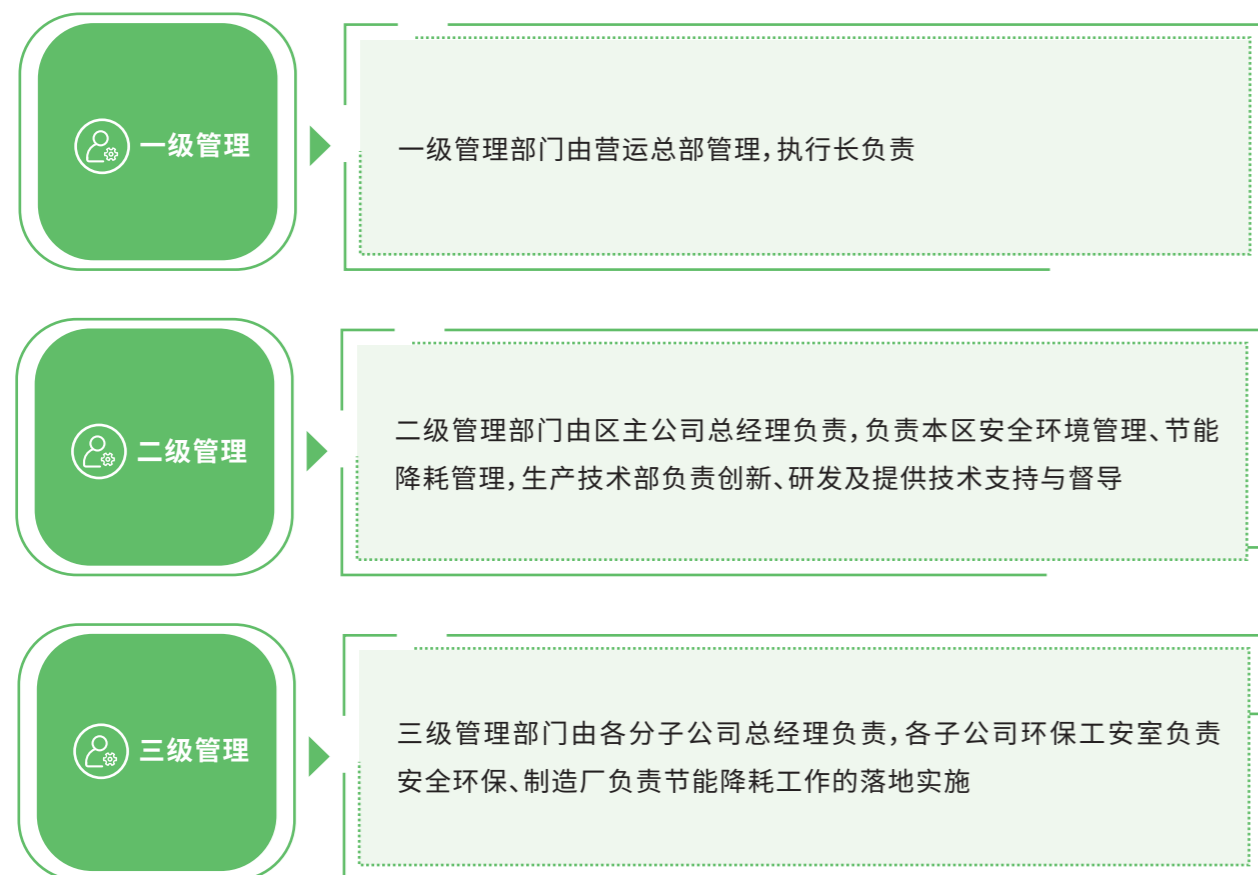 一级管理
一级管理部门由营运总部管理,执行长负责
二级管理
二级管理部门由区主公司总经理负责,负责本区安全环境管理、节能
降耗管理,生产技术部负责创新、研发及提供技术支持与督导
三级管理
三级管理部门由各分子公司总经理负责,各子公司环保工安室负责
安全环保、制造厂负责节能降耗工作的落地实施